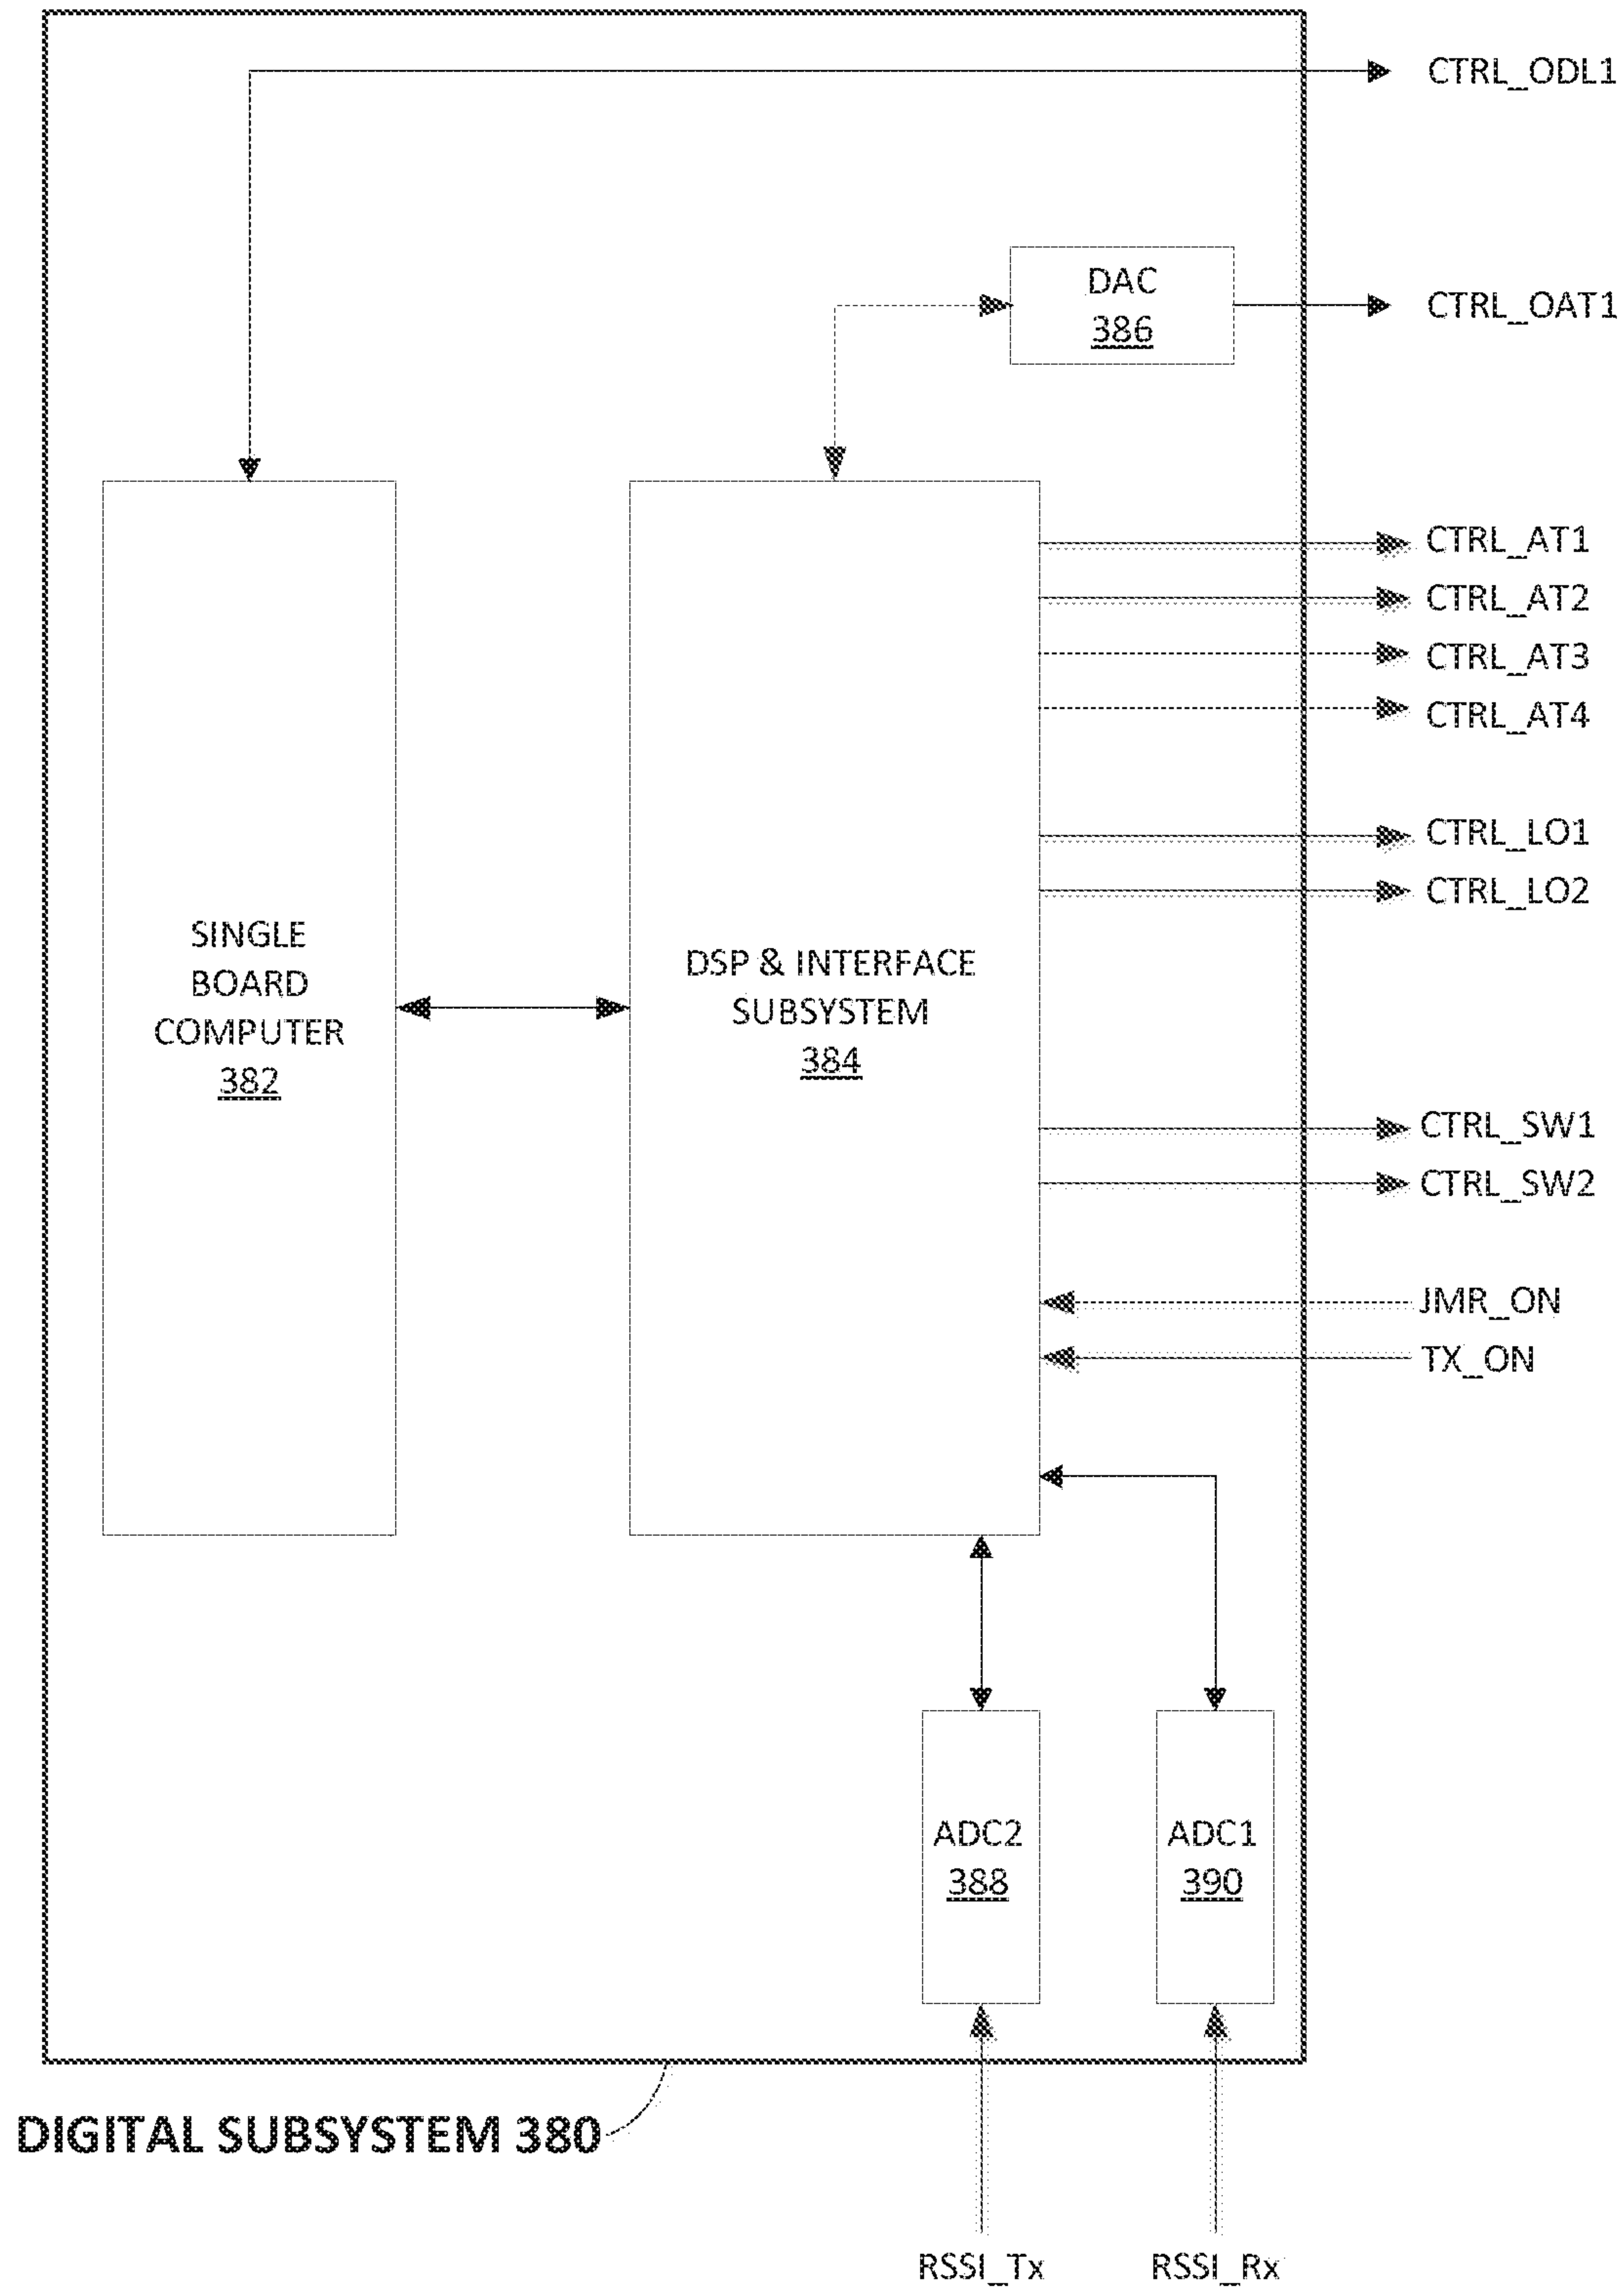 CTRL_ODL1
DAC
386
CTRL_OAT1
CTRL_AT1
CTRL_AT2
CTRL_AT3
CTRL_AT4
CTRL_LO1
CTRL_LO2
SINGLE
BOARD
COMPUTER
382
DSP & INTERFACE
SUBSYSTEM
384
CTRL_SW1
CTRL_SW2
JMR_ON
TX_ON
ADC2
388
ADC1
390
DIGITAL SUBSYSTEM 380
RSSI_Tx
RSSI_Rx